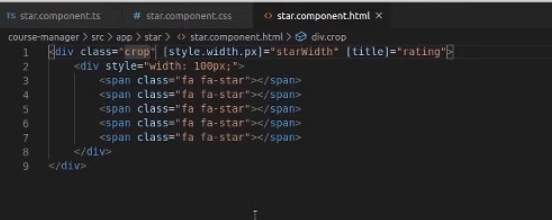 TS star.component.ts # star.component.css <> star.component.html ×
course-manager > src > app > star > <> star.component.html > div.crop
1 <div class="crop" [style.width.px]="starWidth" [title]="rating">
2 <div style="width: 100px;">
3 <span class="fa fa-star"></span>
4 <span class="fa fa-star"></span>
5 <span class="fa fa-star"></span>
6 <span class="fa fa-star"></span>
7 <span class="fa fa-star"></span>
8 </div>
9 </div>